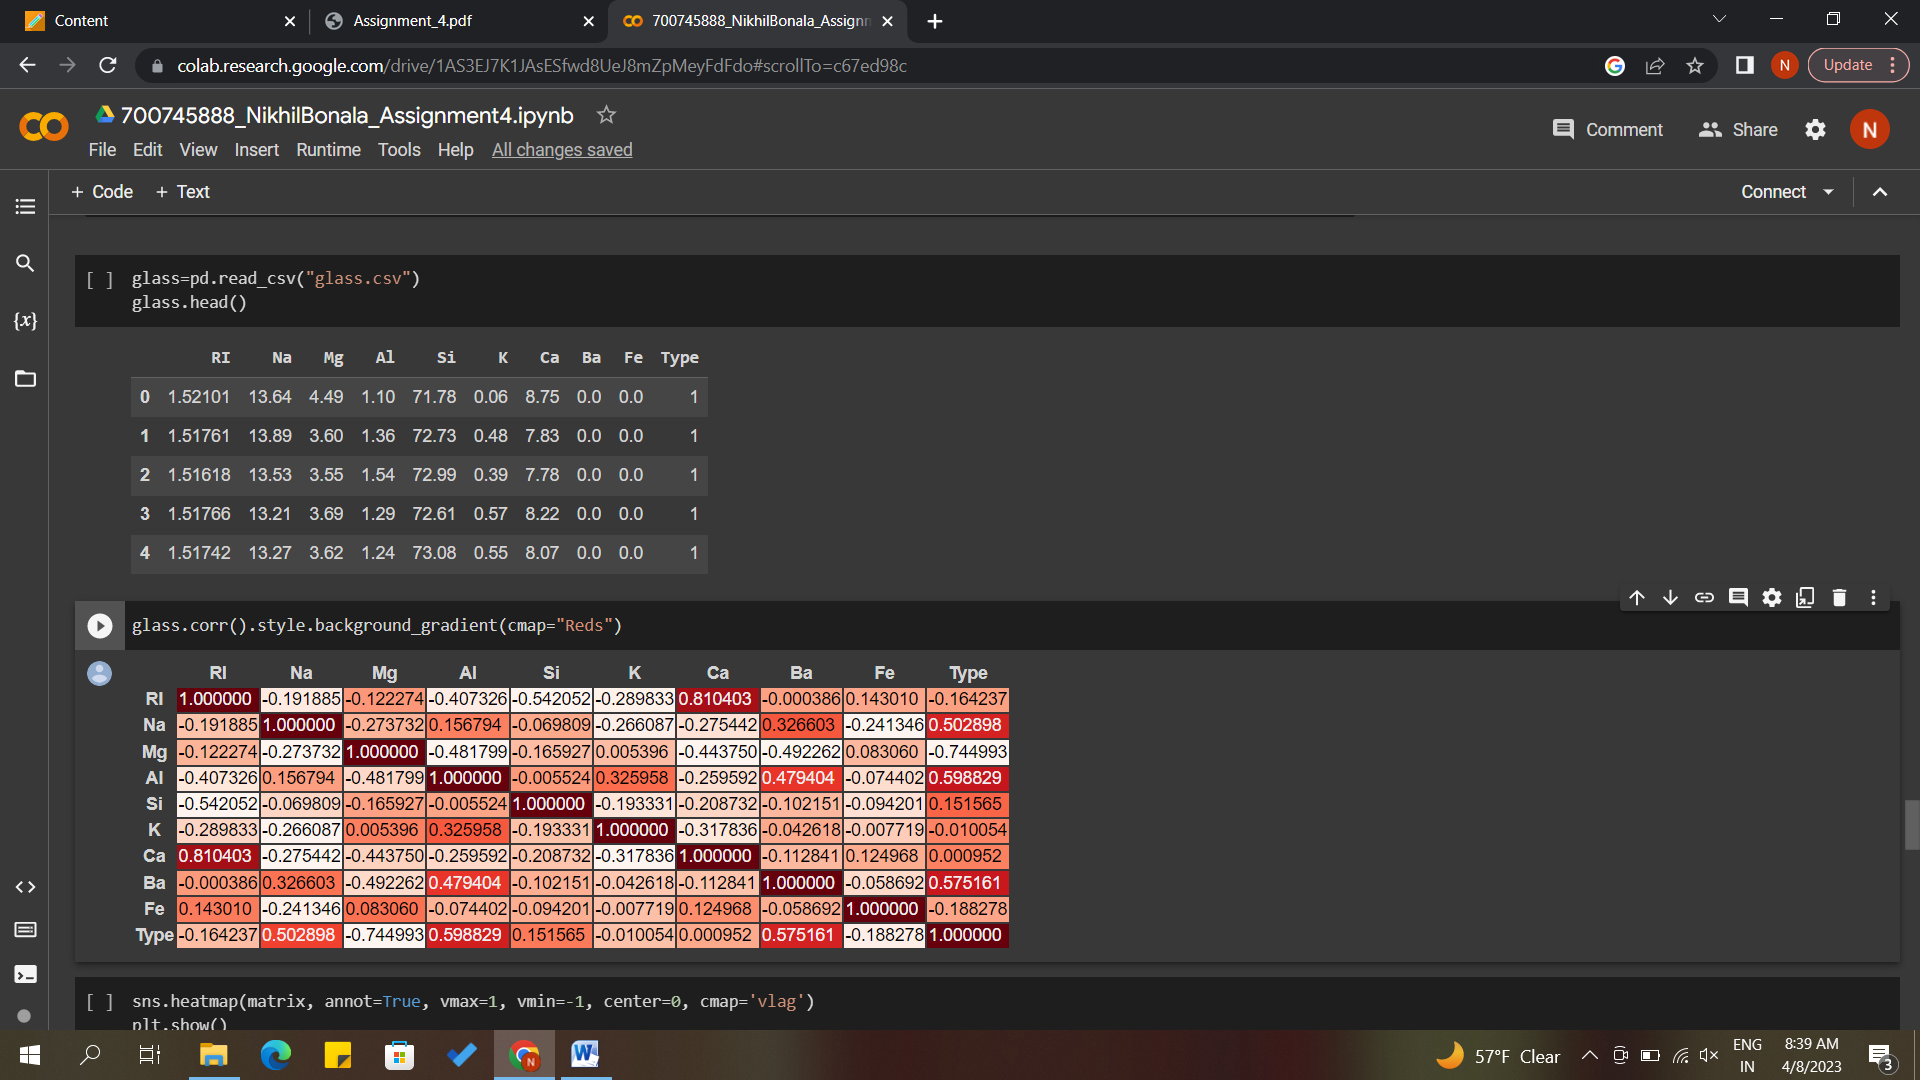 Content
Assignment_4.pdf
700745888_NikhilBonala_Assignn
colab.research.google.com/drive/1AS3EJ7K1JAsESfwd8UeJ8mZpMeyFdFdo#scrollTo=c67ed98c
N
Update
700745888_NikhilBonala_Assignment4.ipynb
Comment
Share
N
File Edit View Insert Runtime Tools Help All changes saved
+ Code + Text
Connect
[ ] glass=pd.read_csv("glass.csv")
glass.head()
RI Na Mg Al Si K Ca Ba Fe Type
0 1.52101 13.64 4.49 1.10 71.78 0.06 8.75 0.0 0.0 1
1 1.51761 13.89 3.60 1.36 72.73 0.48 7.83 0.0 0.0 1
2 1.51618 13.53 3.55 1.54 72.99 0.39 7.78 0.0 0.0 1
3 1.51766 13.21 3.69 1.29 72.61 0.57 8.22 0.0 0.0 1
4 1.51742 13.27 3.62 1.24 73.08 0.55 8.07 0.0 0.0 1
glass.corr().style.background_gradient(cmap="Reds")
RI Na Mg Al Si K Ca Ba Fe Type
RI 1.000000 -0.191885 -0.122274 -0.407326 -0.542052 -0.289833 0.810403 -0.000386 0.143010 -0.164237
Na -0.191885 1.000000 -0.273732 0.156794 -0.069809 -0.266087 -0.275442 0.326603 -0.241346 0.502898
Mg -0.122274 -0.273732 1.000000 -0.481799 -0.165927 0.005396 -0.443750 -0.492262 0.083060 -0.744993
Al -0.407326 0.156794 -0.481799 1.000000 -0.005524 0.325958 -0.259592 0.479404 -0.074402 0.598829
Si -0.542052 -0.069809 -0.165927 -0.005524 1.000000 -0.193331 -0.208732 -0.102151 -0.094201 0.151565
K -0.289833 -0.266087 0.005396 0.325958 -0.193331 1.000000 -0.317836 -0.042618 -0.007719 -0.010054
Ca 0.810403 -0.275442 -0.443750 -0.259592 -0.208732 -0.317836 1.000000 -0.112841 0.124968 0.000952
Ba -0.000386 0.326603 -0.492262 0.479404 -0.102151 -0.042618 -0.112841 1.000000 -0.058692 0.575161
Fe 0.143010 -0.241346 0.083060 -0.074402 -0.094201 -0.007719 0.124968 -0.058692 1.000000 -0.188278
Type -0.164237 0.502898 -0.744993 0.598829 0.151565 -0.010054 0.000952 0.575161 -0.188278 1.000000
[ ] sns.heatmap(matrix, annot=True, vmax=1, vmin=-1, center=0, cmap='vlag')
plt.show()
57°F Clear
ENG
IN
8:39 AM
4/8/2023
3